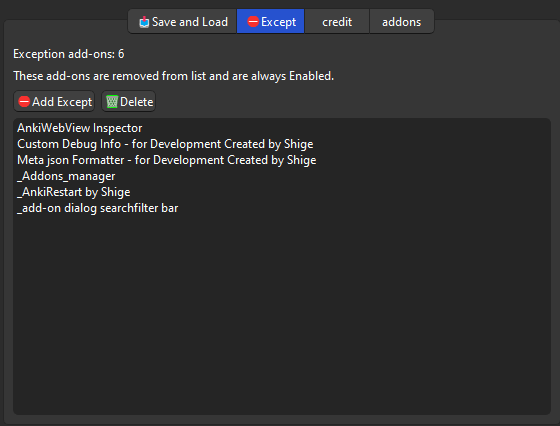 Save and Load
Except
credit
addons
Exception add-ons: 6
These add-ons are removed from list and are always Enabled.
Add Except
Delete
AnkiWebView Inspector
Custom Debug Info - for Development Created by Shige
Meta json Formatter - for Development Created by Shige
_Addons_manager
_AnkiRestart by Shige
_add-on dialog searchfilter bar